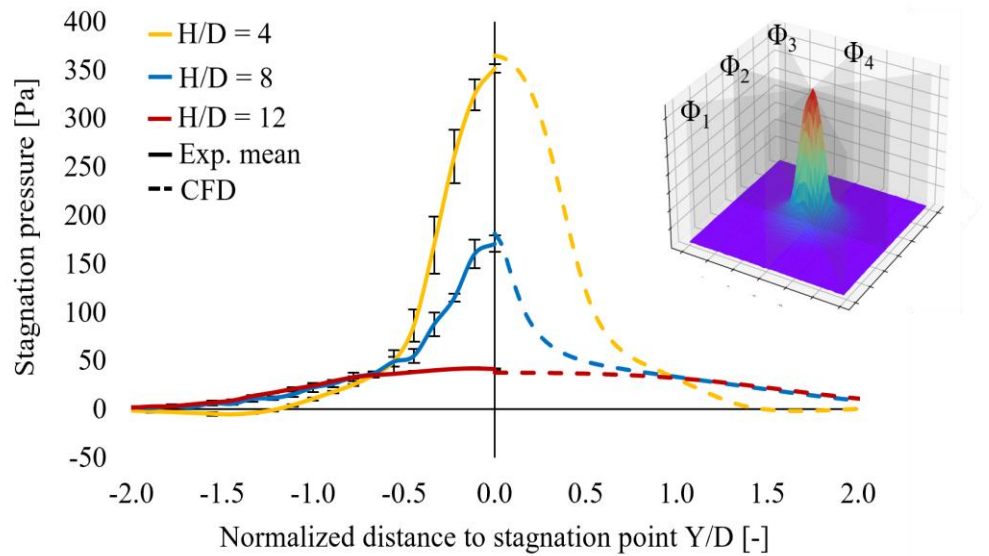 400
350
300
250
200
150
100
50
0
-50
Stagnation pressure [Pa]
H/D = 4
H/D = 8
H/D = 12
Exp. mean
CFD
Φ1
Φ2
Φ3
Φ4
-2.0 -1.5 -1.0 -0.5 0.0 0.5 1.0 1.5 2.0
Normalized distance to stagnation point Y/D [-]